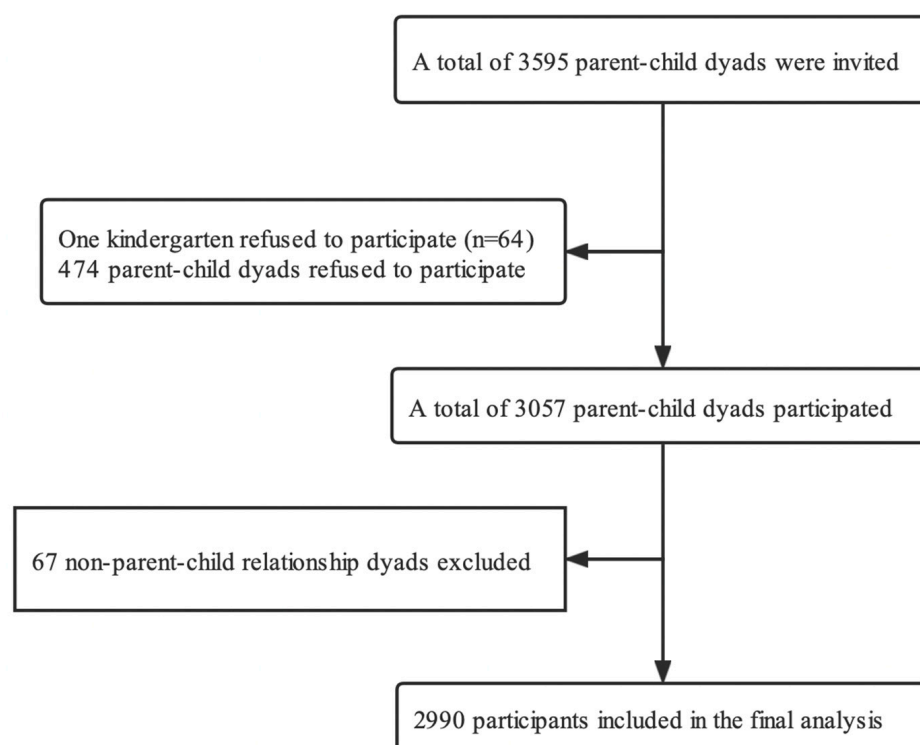 A total of 3595 parent-child dyads were invited
One kindergarten refused to participate (n=64)
474 parent-child dyads refused to participate
A total of 3057 parent-child dyads participated
67 non-parent-child relationship dyads excluded
2990 participants included in the final analysis